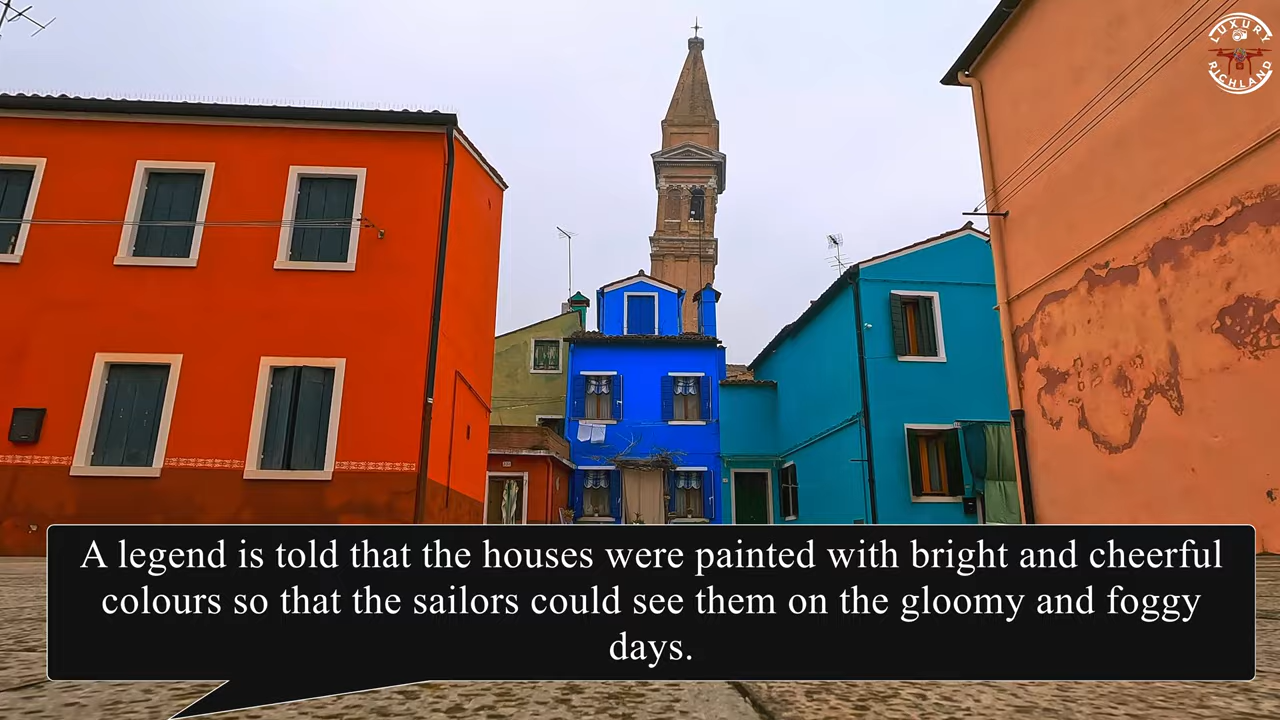 LUXURY
RICHLAND
A legend is told that the houses were painted with bright and cheerful
colours so that the sailors could see them on the gloomy and foggy
days.